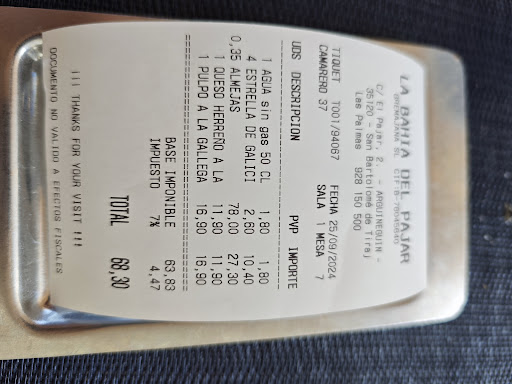 LA BAHIA DEL PAJAR
C/ El Pajar, 2, - ARGUINEGUIN -
35120 - San Bartolomé de Tiraj
Las Palmas 928 150 500
TIQUET T001/94067 FECHA 25/09/2024
CAMARERO 37 SALA 1 MESA 7
UDS DESCRIPCION PVP IMPORTE
1 AGUA sin gas 50 CL 1,80 1,80
4 ESTRELLA DE GALICI 2,60 10,40
0,35 ALMEJAS 78,00 27,30
1 QUESO HERREÑO A LA 11,90 11,90
1 PULPO A LA GALLEGA 16,90 16,90
BASE IMPONIBLE 63,83
IMPUESTO 7% 4,47
TOTAL 68,30
¡¡¡ THANKS FOR YOUR VISIT !!!
DOCUMENTO NO VALIDO A EFECTOS FISCALES